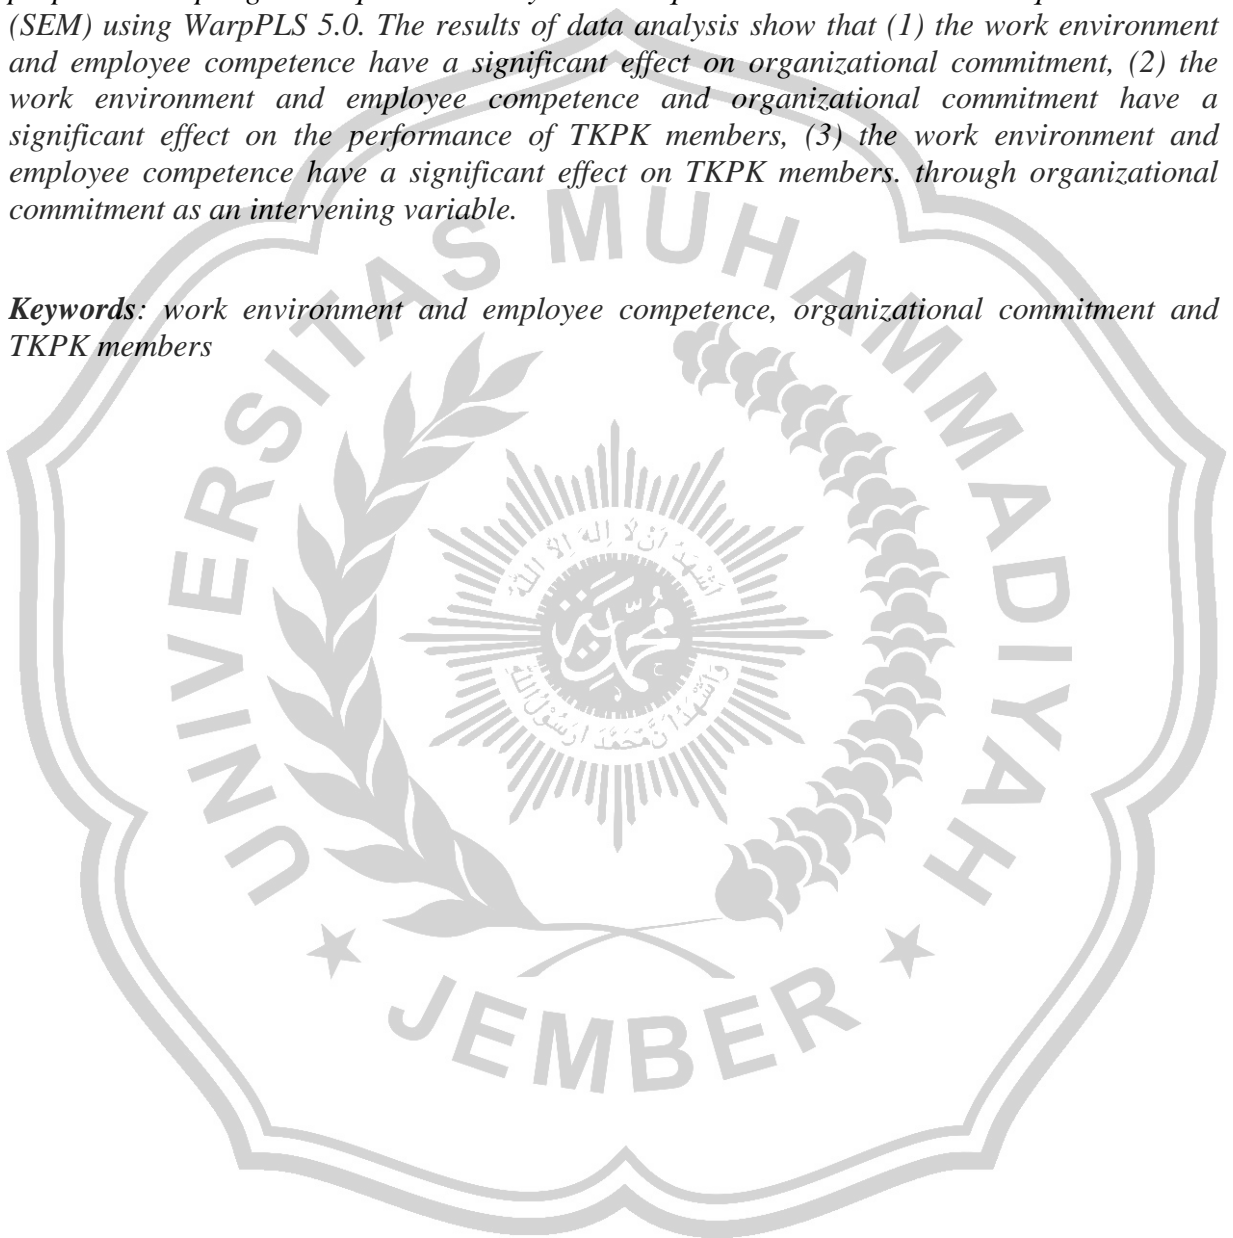 (SEM) using WarpPLS 5.0. The results of data analysis show that (1) the work environment
and employee competence have a significant effect on organizational commitment, (2) the
work environment and employee competence and organizational commitment have a
significant effect on the performance of TKPK members, (3) the work environment and
employee competence have a significant effect on TKPK members. through organizational
commitment as an intervening variable.
Keywords: work environment and employee competence, organizational commitment and
TKPK members
UNIVERSITAS MUHAMMADIYAH
JEMBER